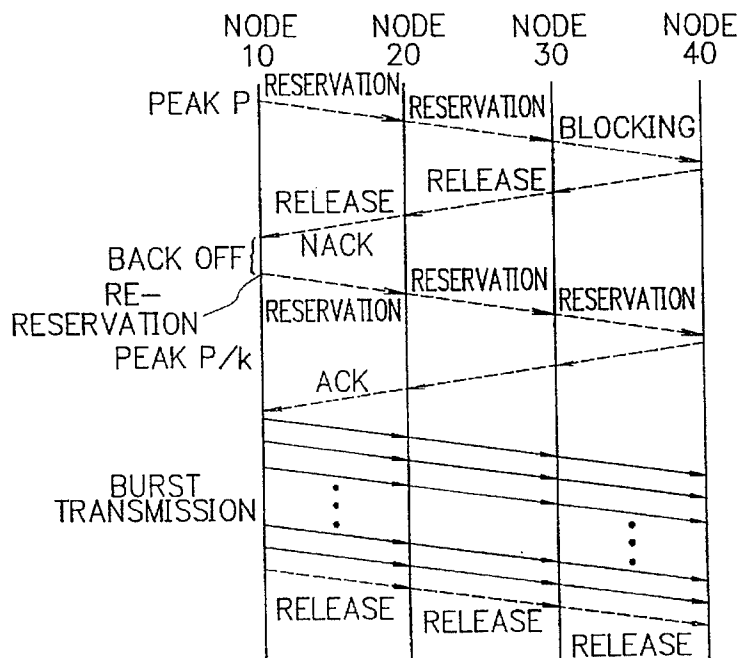 NODE 10
NODE 20
NODE 30
NODE 40
PEAK P
RESERVATION
RESERVATION
BLOCKING
RELEASE
RELEASE
NACK
BACK OFF
RE-
RESERVATION
RESERVATION
RESERVATION
RESERVATION
PEAK P/k
ACK
BURST
TRANSMISSION
RELEASE
RELEASE
RELEASE